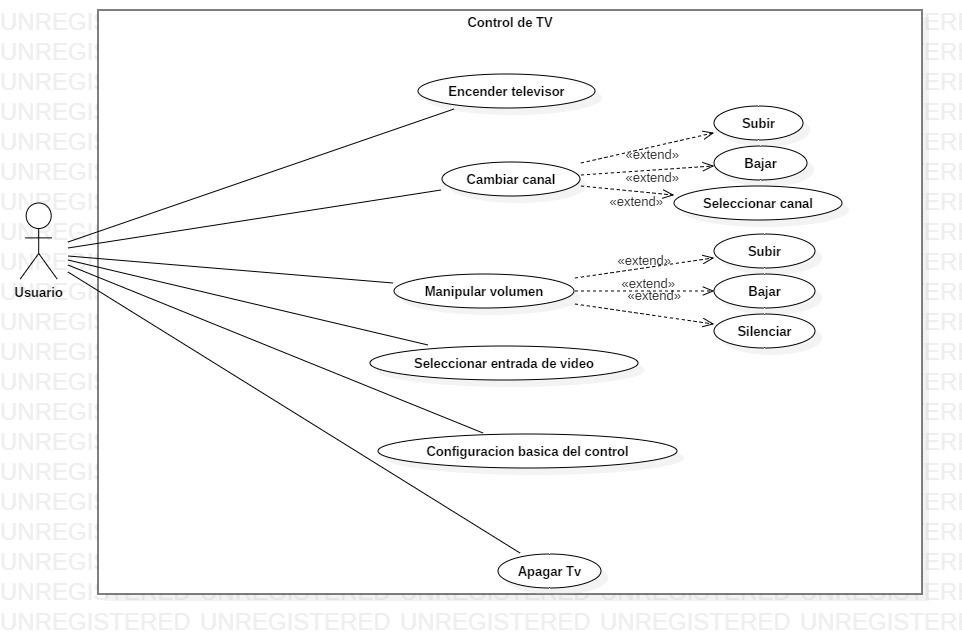 Control de TV
Encender televisor
Subir
«extend»
Bajar
Cambiar canal
«extend»
«extend»
Seleccionar canal
Subir
«extend»
Usuario
Manipular volumen
«extend»
«extend»
Bajar
Silenciar
Seleccionar entrada de video
Configuracion basica del control
Apagar Tv
UNREGISTERED UNREGISTERED UNREGISTERED UNREGISTERED UNREGISTERI